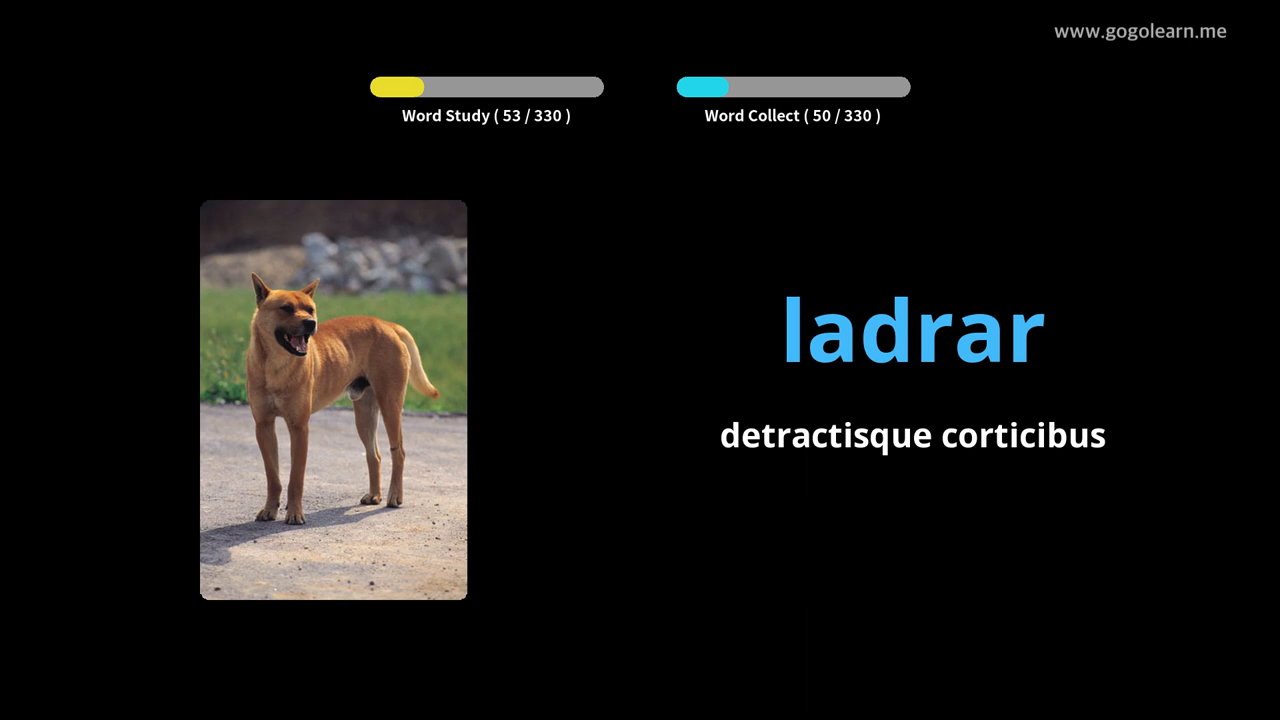 www.gogolearn.me
Word Study ( 53 / 330 )
Word Collect ( 50 / 330 )
ladrar
detractisque corticibus